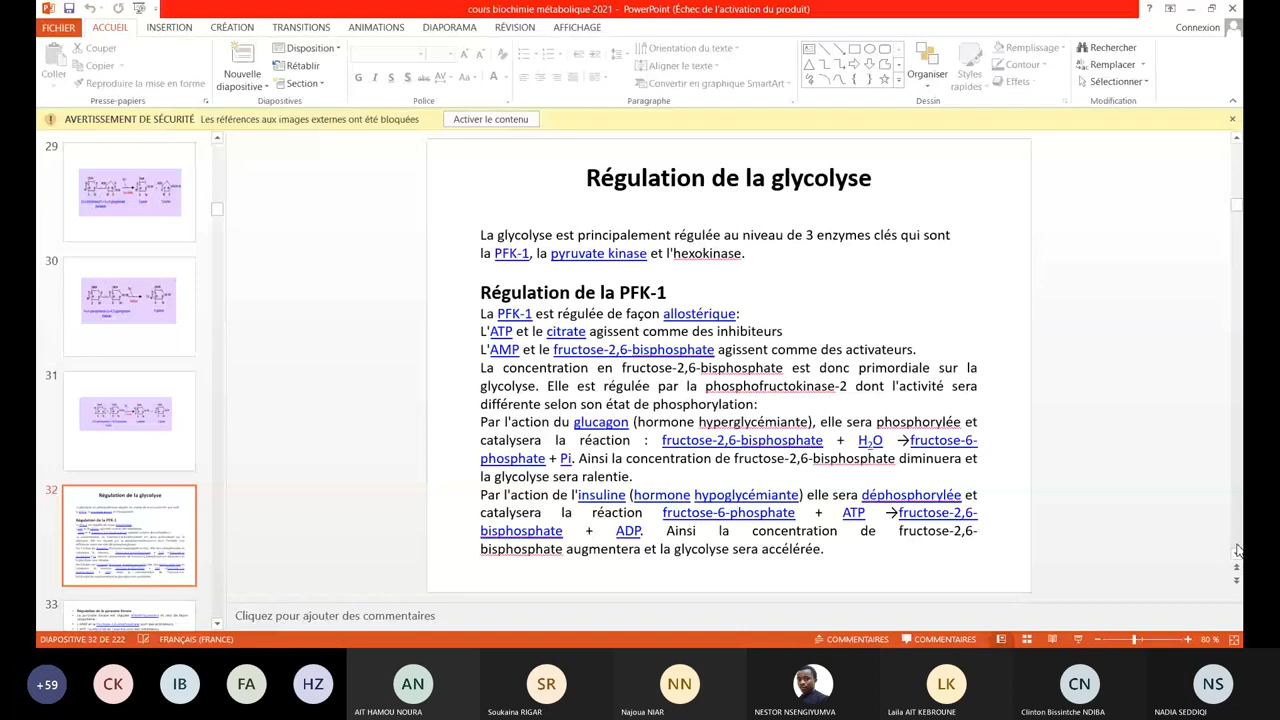 cours biochimie métabolique 2021 - PowerPoint (Échec de l'activation du produit)
FICHIER ACCUEIL INSERTION CRÉATION TRANSITIONS ANIMATIONS DIAPORAMA RÉVISION AFFICHAGE Connexion
Coller
Couper
Copier
Reproduire la mise en forme
Presse-papiers
Nouvelle
diapositive
Disposition
Rétablir
Section
Diapositives
G I S S abc AV Aa A
Police
Orientation du texte
Aligner le texte
Convertir en graphique SmartArt
Paragraphe
Organiser
Styles
rapides
Remplissage
Contour
Effets
Dessin
Rechercher
Remplacer
Sélectionner
Modification
AVERTISSEMENT DE SÉCURITÉ Les références aux images externes ont été bloquées Activer le contenu
29
30
31
32
33
Régulation de la glycolyse
La glycolyse est principalement régulée au niveau de 3 enzymes clés qui sont
la PFK-1, la pyruvate kinase et l'hexokinase.
Régulation de la PFK-1
La PFK-1 est régulée de façon allostérique:
L'ATP et le citrate agissent comme des inhibiteurs
L'AMP et le fructose-2,6-bisphosphate agissent comme des activateurs.
La concentration en fructose-2,6-bisphosphate est donc primordiale sur la
glycolyse. Elle est régulée par la phosphofructokinase-2 dont l'activité sera
différente selon son état de phosphorylation:
Par l'action du glucagon (hormone hyperglycémiante), elle sera phosphorylée et
catalysera la réaction : fructose-2,6-bisphosphate + H2O →fructose-6-
phosphate + Pi. Ainsi la concentration de fructose-2,6-bisphosphate diminuera et
la glycolyse sera ralentie.
Par l'action de l'insuline (hormone hypoglycémiante) elle sera déphosphorylée et
catalysera la réaction fructose-6-phosphate + ATP →fructose-2,6-
bisphosphate + ADP. Ainsi la concentration de fructose-2,6-
bisphosphate augmentera et la glycolyse sera accélérée.
Cliquez pour ajouter des commentaires
DIAPOSITIVE 32 DE 222 FRANÇAIS (FRANCE) COMMENTAIRES COMMENTAIRES 80 %
+59 CK IB FA HZ AN SR NN LK CN NS
AIT HAMOU NOURA Soukaina RIGAR Najoua NIAR NESTOR NSENGIYUMVA Laila AIT KEBROUNE Clinton Bissintche NDIBA NADIA SEDDIQI